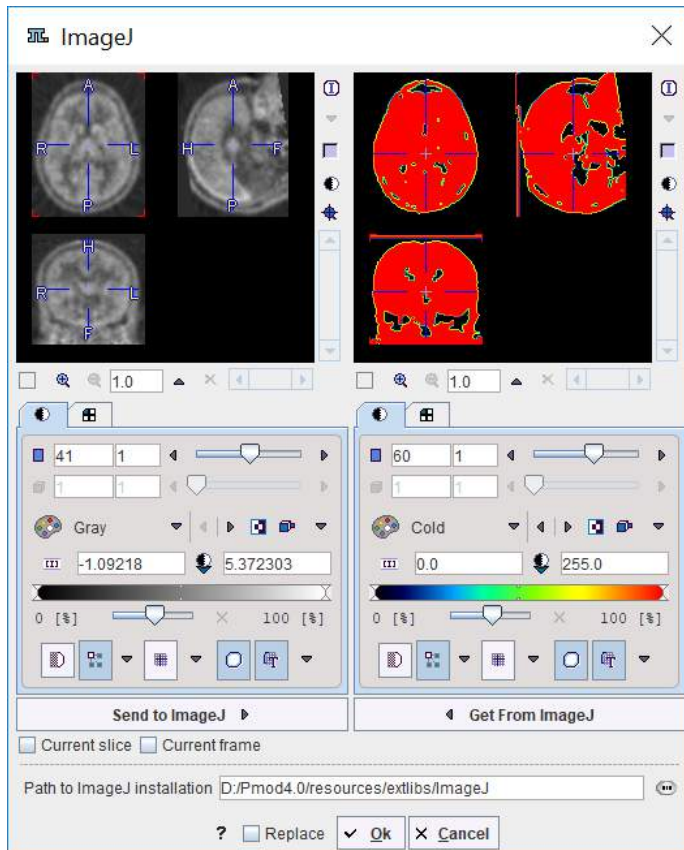 ImageJ
A A
R L H F
P P
H
R L
F
1.0 1.0
41 1 60 1
1 1 1 1
Gray Cold
-1.09218 5.372303 0.0 255.0
0 [%] 100 [%] 0 [%] 100 [%]
Send to ImageJ Get From ImageJ
Current slice Current frame
Path to ImageJ installation D:/Pmod4.0/resources/extlibs/ImageJ
? Replace Ok Cancel